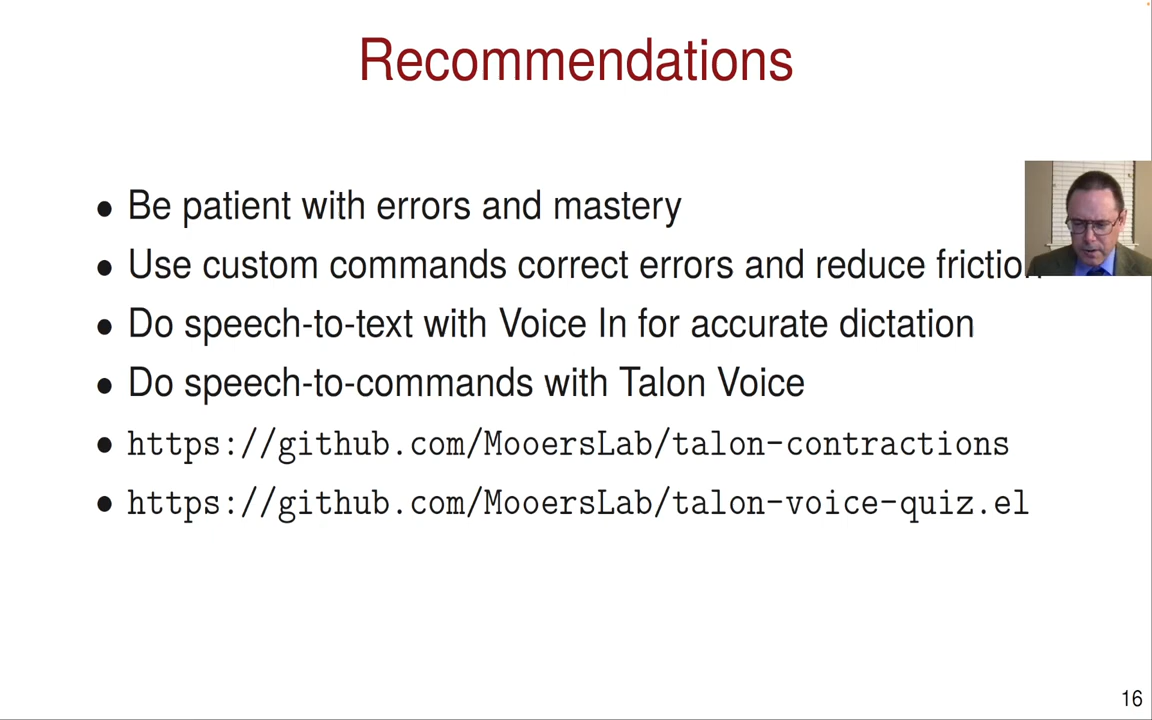 Recommendations
• Be patient with errors and mastery
• Use custom commands correct errors and reduce friction
• Do speech-to-text with Voice In for accurate dictation
• Do speech-to-commands with Talon Voice
• https://github.com/MooersLab/talon-contractions
• https://github.com/MooersLab/talon-voice-quiz.el
16